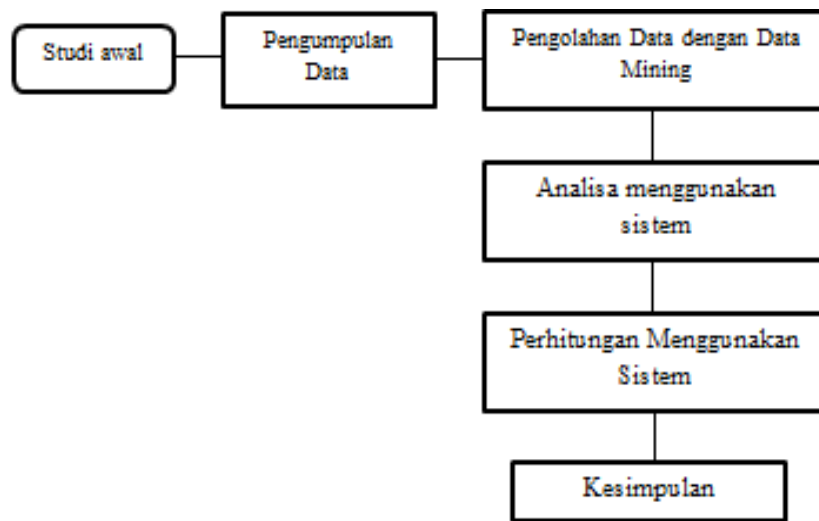 Studi awal
Pengumpulan
Data
Pengolahan Data dengan Data
Mining
Analisa menggunakan
sistem
Perhitungan Menggunakan
Sistem
Kesimpulan